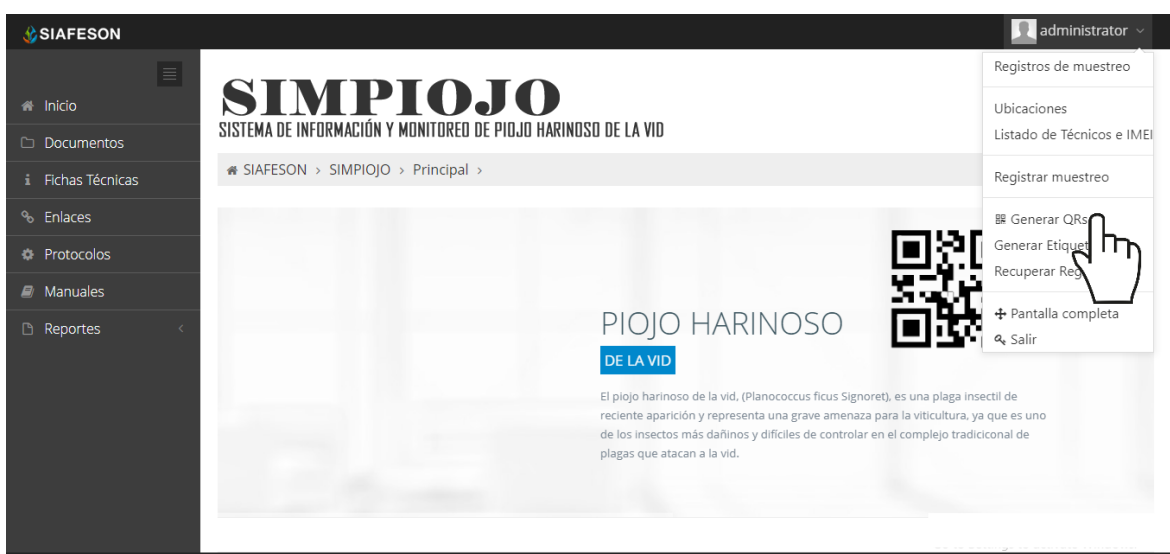 SIAFESON
administrator
Inicio
Documentos
Fichas Técnicas
Enlaces
Protocolos
Manuales
Reportes
SIMPIOJO
SISTEMA DE INFORMACIÓN Y MONITOREO DE PIOJO HARINOSO DE LA VID
SIAFESON > SIMPIOJO > Principal >
PIOJO HARINOSO
DE LA VID
El piojo harinoso de la vid, (Planococcus ficus Signoret), es una plaga insectil de
reciente aparición y representa una grave amenaza para la viticultura, ya que es uno
de los insectos más dañinos y difíciles de controlar en el complejo tradiciconal de
plagas que atacan a la vid.
Registros de muestreo
Ubicaciones
Listado de Técnicos e IMEI
Registrar muestreo
Generar QRs
Generar
Recuperar
Pantalla completa
Salir